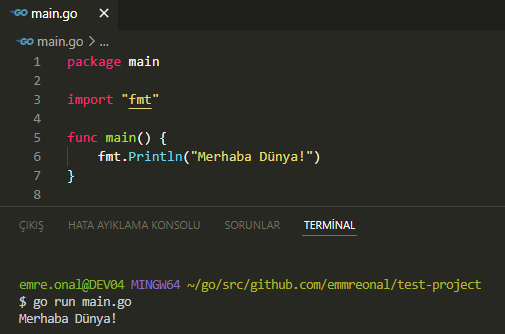 GO main.go ×
GO main.go > ...
1 package main
2
3 import "fmt"
4
5 func main() {
6     fmt.Println("Merhaba Dünya!")
7 }
8
ÇIKIŞ HATA AYIKLAMA KONSOLU SORUNLAR TERMİNAL
emre.onal@DEV04 MINGW64 ~/go/src/github.com/emmreonal/test-project
$ go run main.go
Merhaba Dünya!